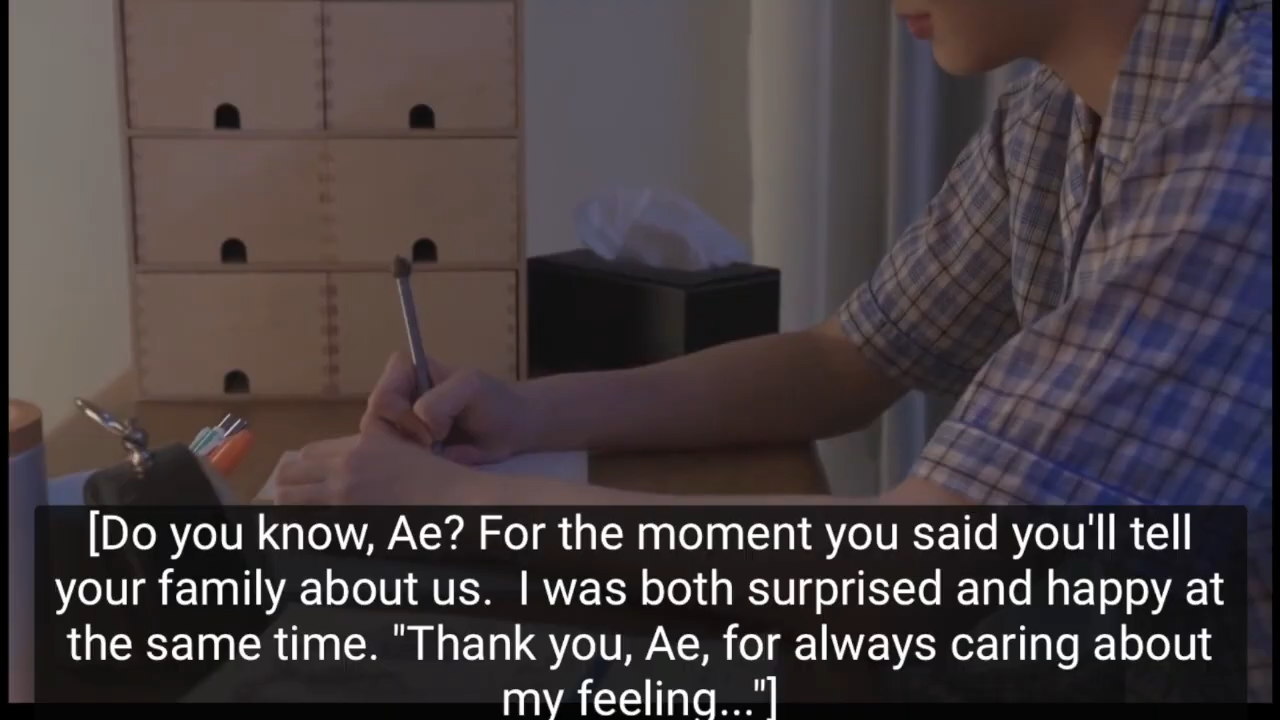 [Do you know, Ae? For the moment you said you'll tell
your family about us.  I was both surprised and happy at
the same time. "Thank you, Ae, for always caring about
my feeling..."]